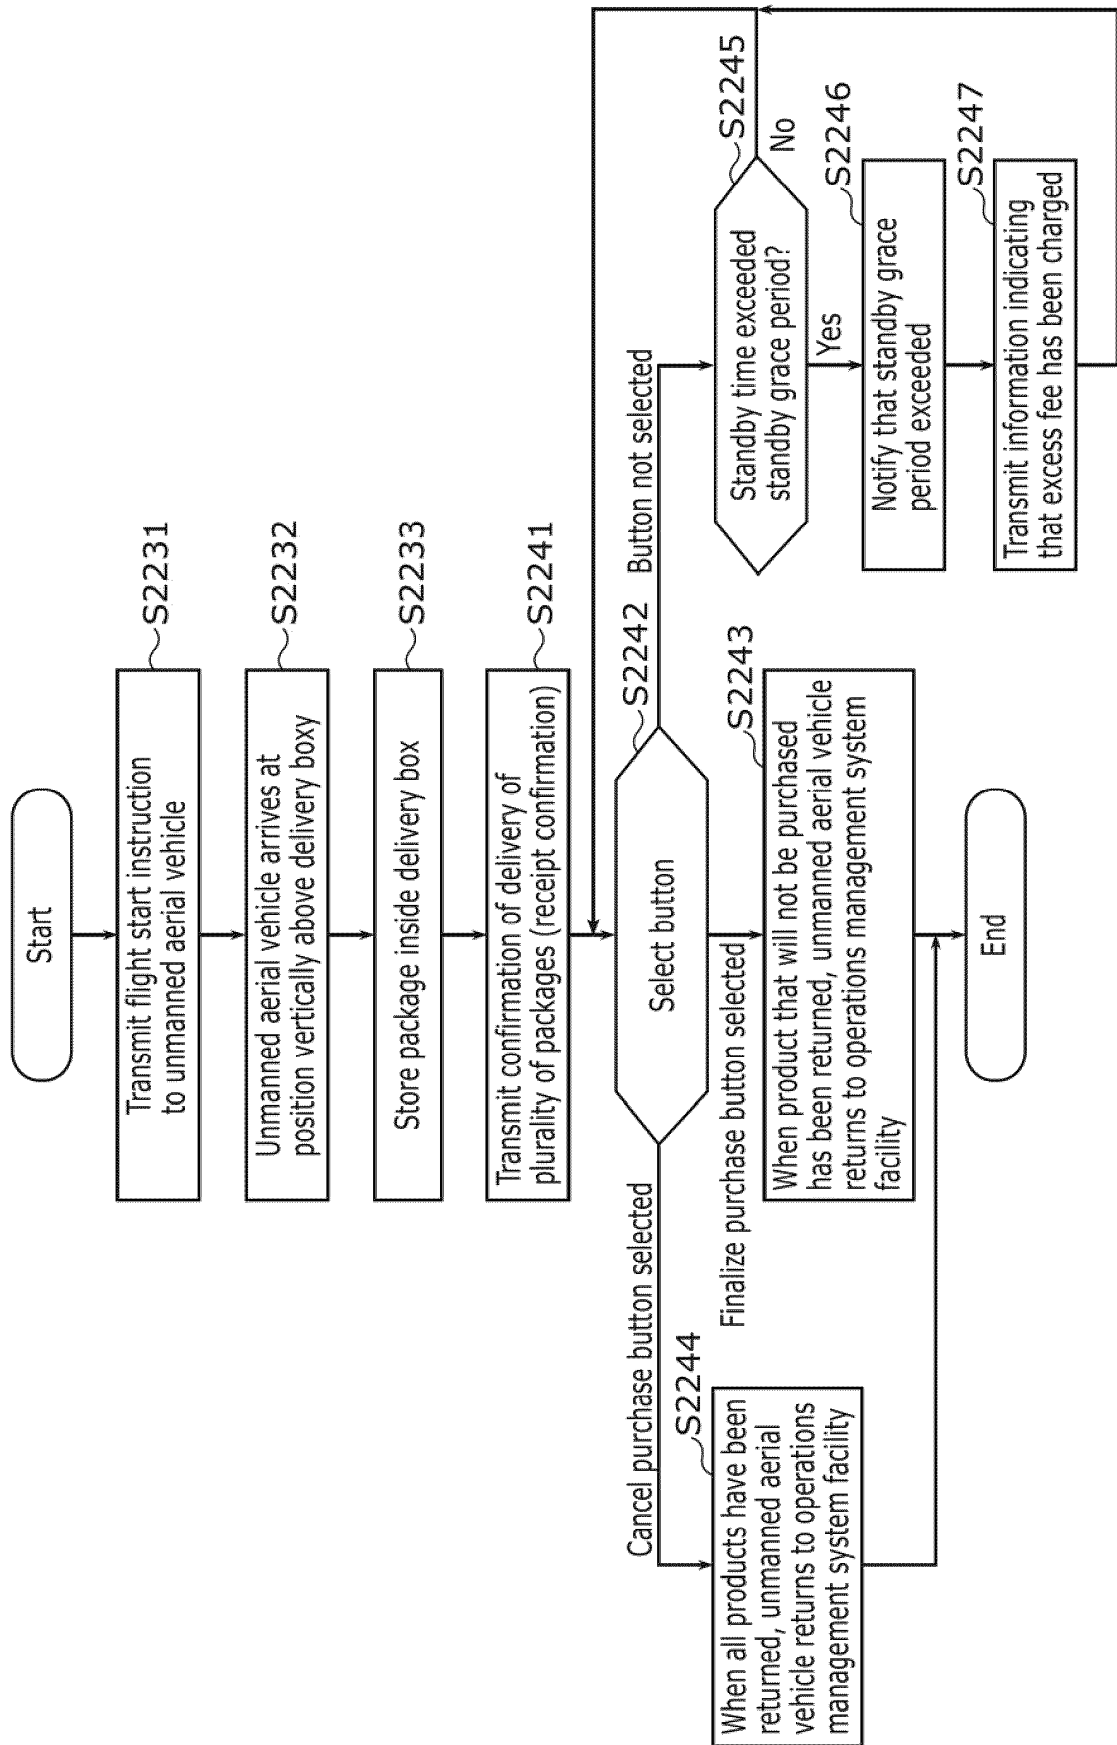 Start
S2231
Transmit flight start instruction
to unmanned aerial vehicle
S2232
Unmanned aerial vehicle arrives at
position vertically above delivery boxy
S2233
Store package inside delivery box
S2241
Transmit confirmation of delivery of
plurality of packages (receipt confirmation)
S2242
Select button
Cancel purchase button selected
Finalize purchase button selected
Button not selected
S2244
When all products have been
returned, unmanned aerial
vehicle returns to operations
management system facility
S2243
When product that will not be purchased
has been returned, unmanned aerial vehicle
returns to operations management system
facility
S2245
Standby time exceeded
standby grace period?
No
Yes
S2246
Notify that standby grace
period exceeded
S2247
Transmit information indicating
that excess fee has been charged
End